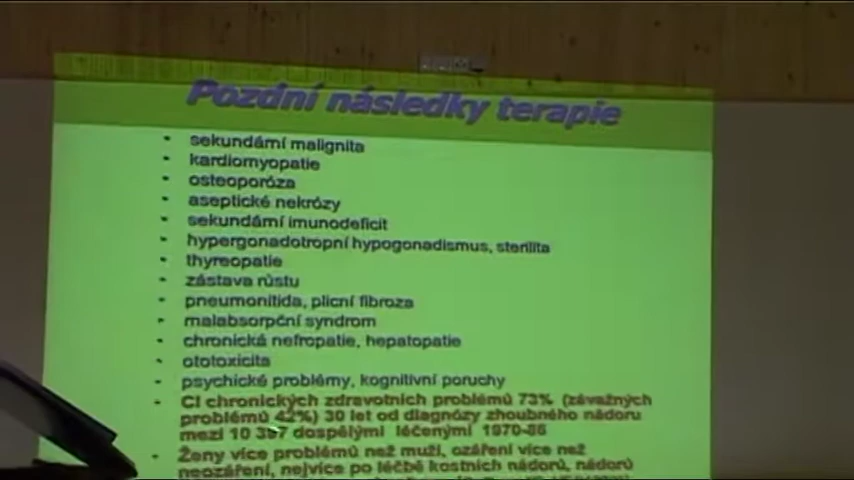 Pozdní následky terapie
• sekundární malignita
• kardiomyopatie
• osteoporóza
• aseptické nekrózy
• sekundární imunodeficit
• hypergonadotropní hypogonadismus, sterilita
• thyreopatie
• zástava růstu
• pneumonitida, plicní fibroza
• malabsorpční syndrom
• chronická nefropatie, hepatopatie
• ototoxicita
• psychické problémy, kognitivní poruchy
• CI chronických zdravotních problémů 73% (závažných
problémů 42%) 30 let od diagnózy zhoubného nádoru
mezi 10 397 dospělými léčenými 1970-86
• Ženy více problémů než muži, ozáření více než
neozáření, nejvíce po léčbě kostních nádorů, nádorů